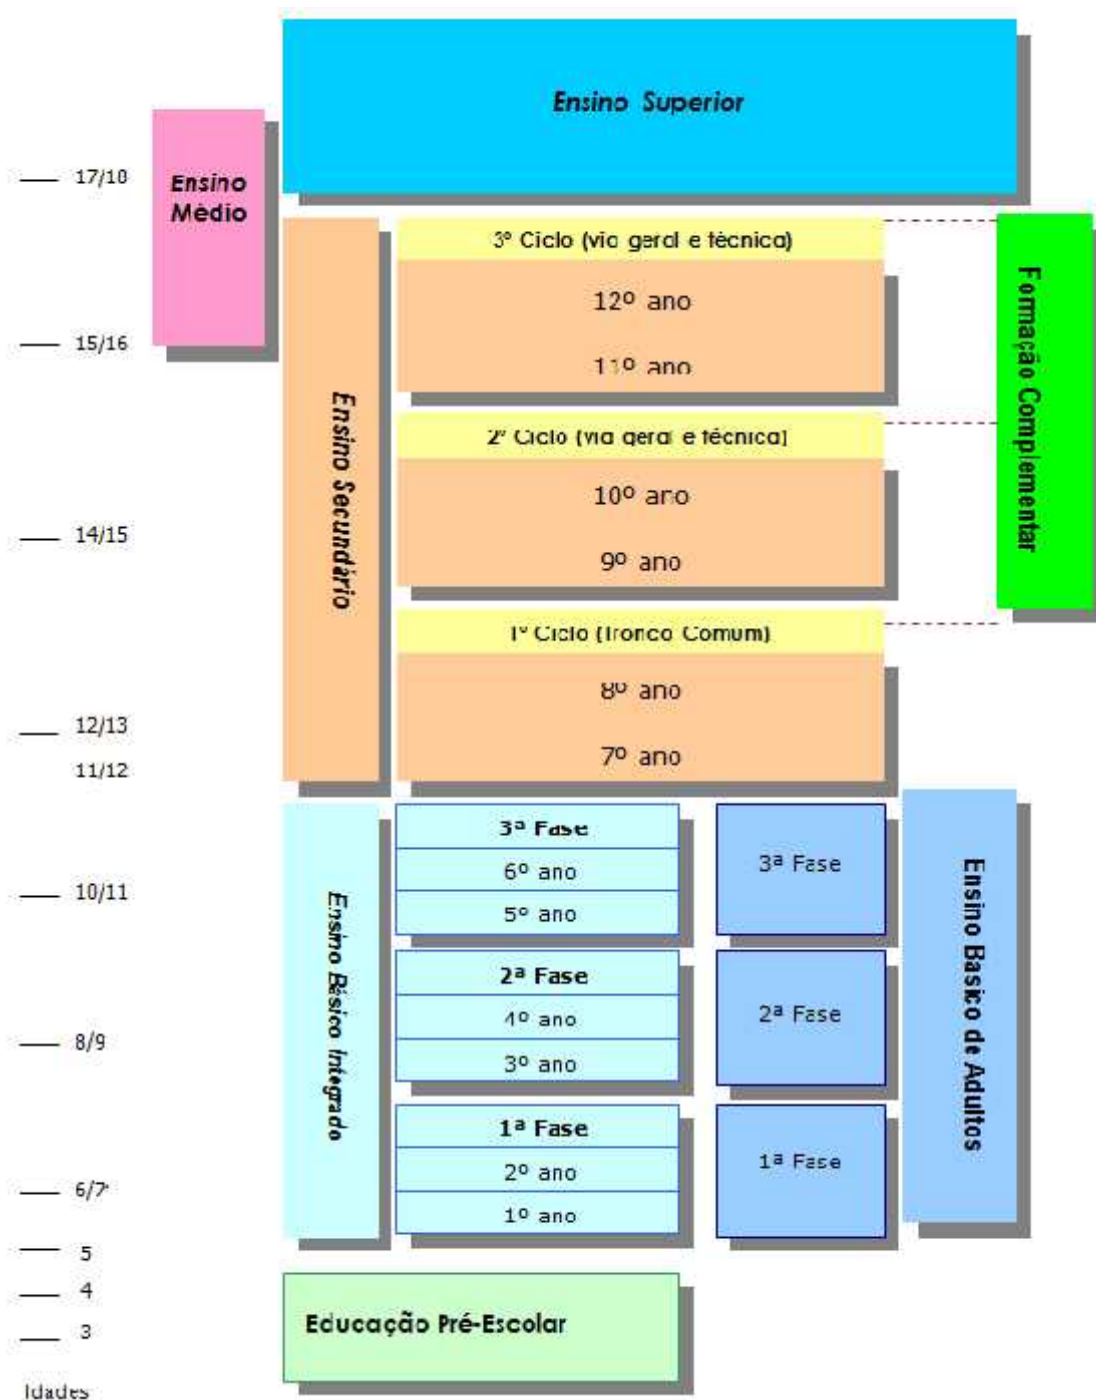 Ensino Superior
17/18
Ensino
Médio
3º Ciclo (via geral e técnica)
12º ano
15/16
11º ano
Formação Complementar
Ensino Secundário
2º Ciclo (via geral e técnica)
10º ano
14/15
9º ano
1º Ciclo (Tronco Comum)
8º ano
12/13
7º ano
11/12
3ª Fase
6º ano
5º ano
3ª Fase
10/11
Ensino Básico Integrado
Ensino Basico de Adultos
2ª Fase
4º ano
3º ano
2ª Fase
8/9
1ª Fase
2º ano
1º ano
1ª Fase
6/7
5
4
Educação Pré-Escolar
3
Idades